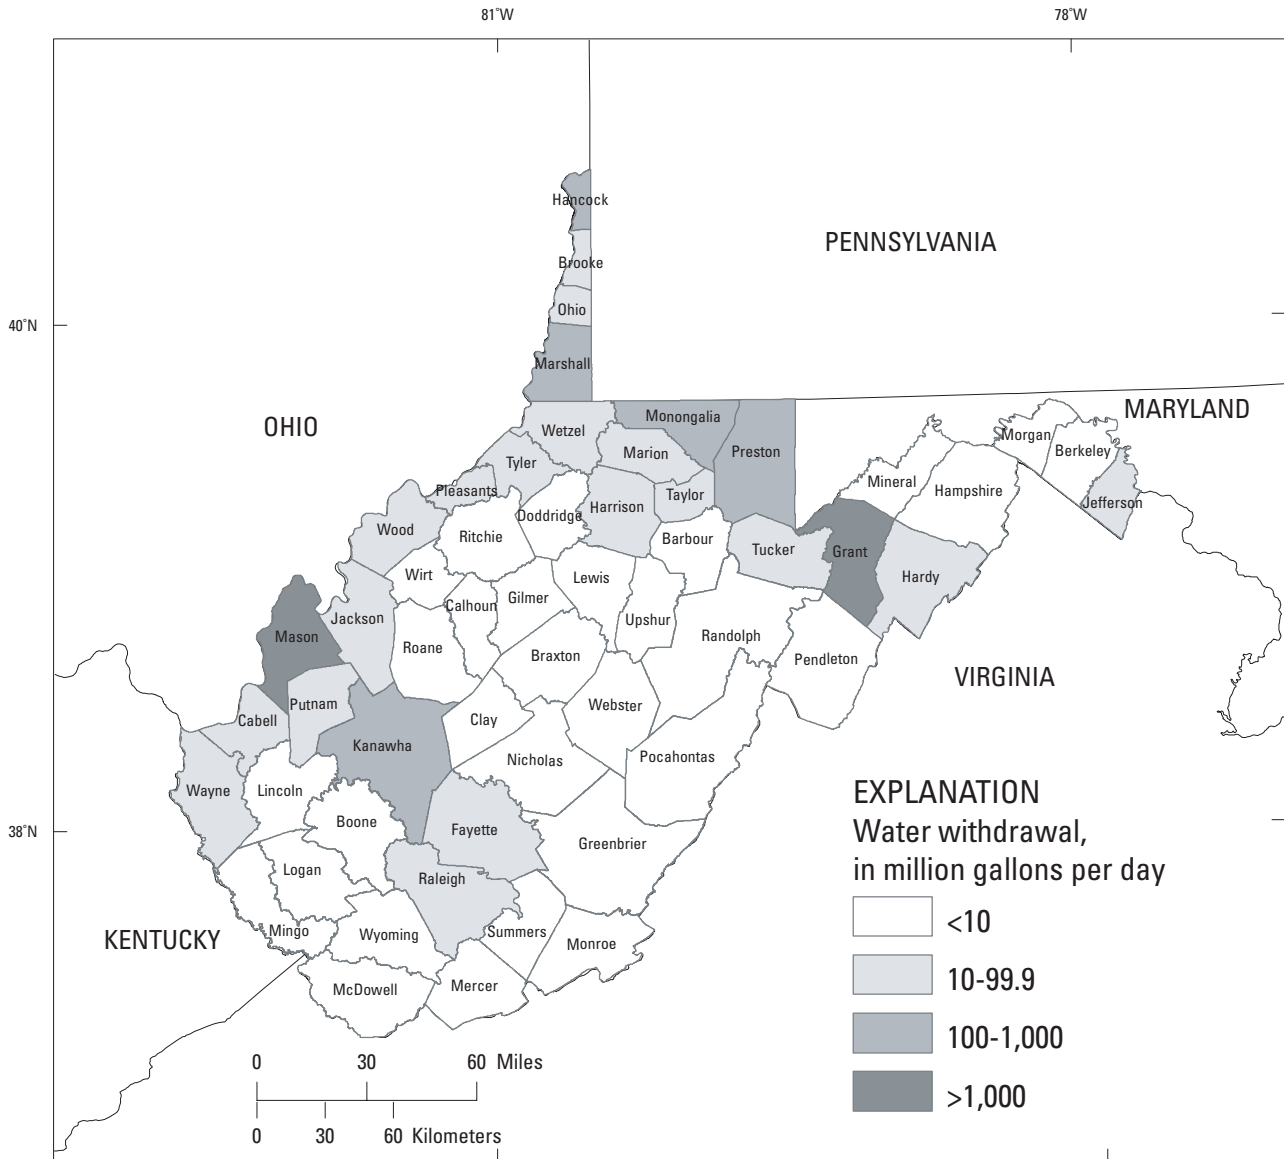 81°W
78°W
Hancock
PENNSYLVANIA
Brooke
Ohio
40°N
Marshall
MARYLAND
OHIO
Monongalia
Wetzel
Morgan
Marion
Preston
Berkeley
Tyler
Mineral
Pleasants
Hampshire
Taylor
Jefferson
Harrison
Doddridge
Wood
Ritchie
Barbour
Tucker
Grant
Wirt
Lewis
Hardy
Gilmer
Calhoun
Jackson
Upshur
Mason
Randolph
Roane
Braxton
Pendleton
VIRGINIA
Putnam
Webster
Cabell
Clay
Kanawha
Pocahontas
Nicholas
Wayne
Lincoln
EXPLANATION
Water withdrawal,
in million gallons per day
<10
10-99.9
100-1,000
>1,000
38°N
Boone
Fayette
Greenbrier
Logan
Raleigh
Mingo
Wyoming
Summers
KENTUCKY
Monroe
McDowell
Mercer
0 30 60 Miles
0 30 60 Kilometers